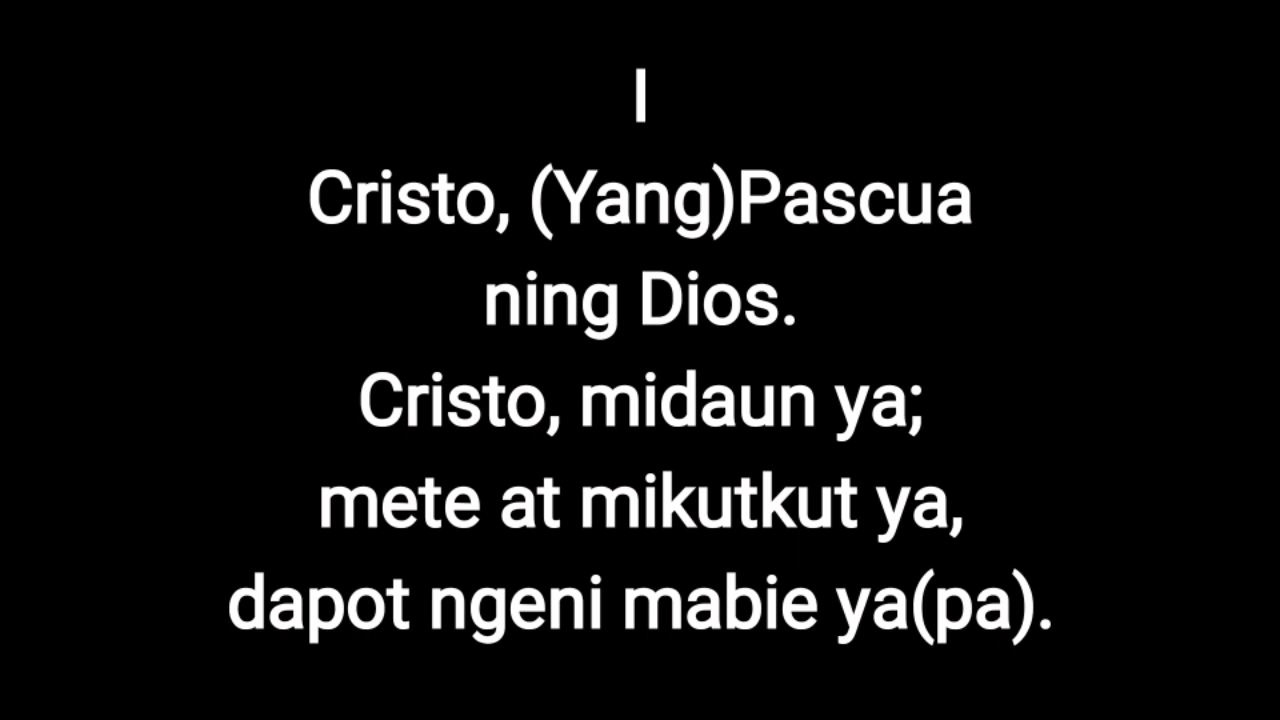 I
Cristo, (Yang)Pascua
ning Dios.
Cristo, midaun ya;
mete at mikutkut ya,
dapot ngeni mabie ya(pa).